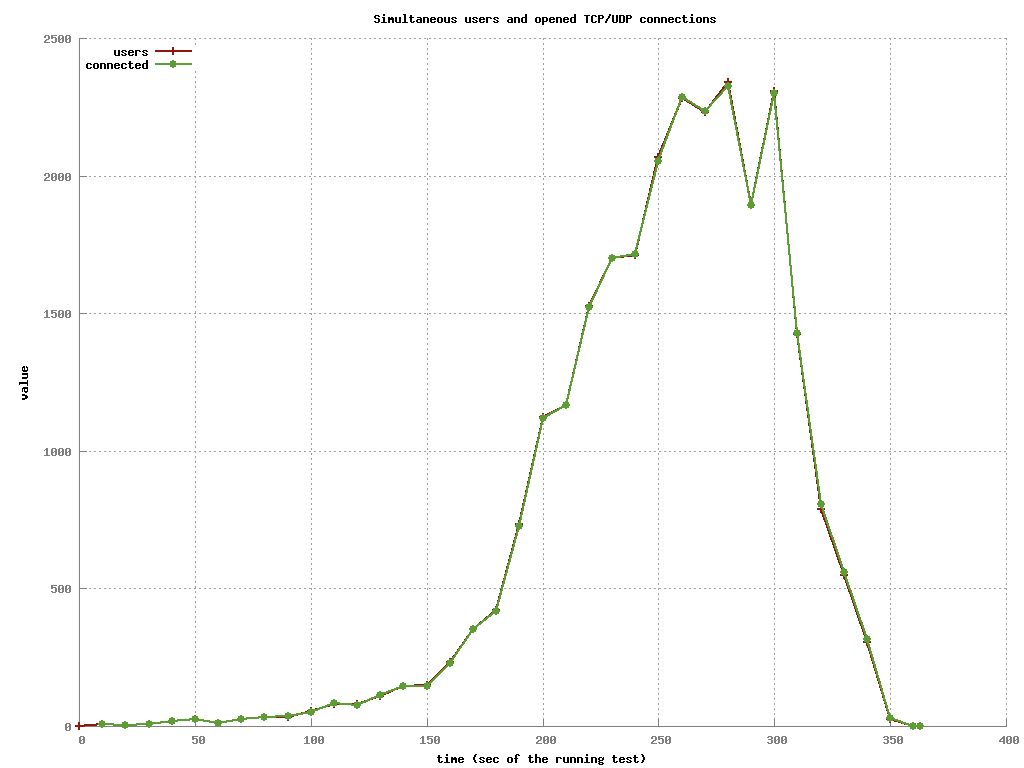 Simultaneous users and opened TCP/UDP connections
2500
users
connected
2000
1500
value
1000
500
0
0 50 100 150 200 250 300 350 400
time (sec of the running test)